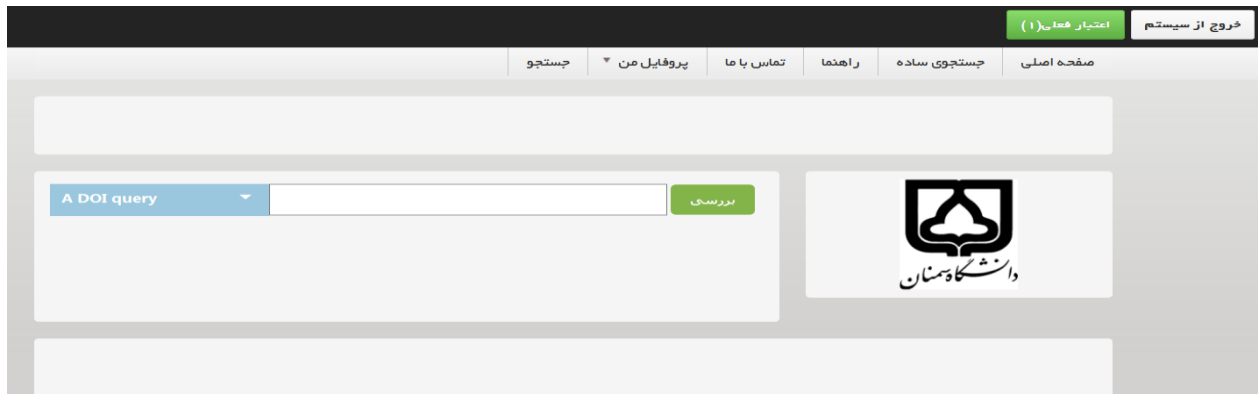 خروج از سیستم اعتبار فعلی(۱)
صفحه اصلی جستجوی ساده راهنما تماس با ما پروفایل من جستجو
بررسی A DOI query
دانشگاه سمنان